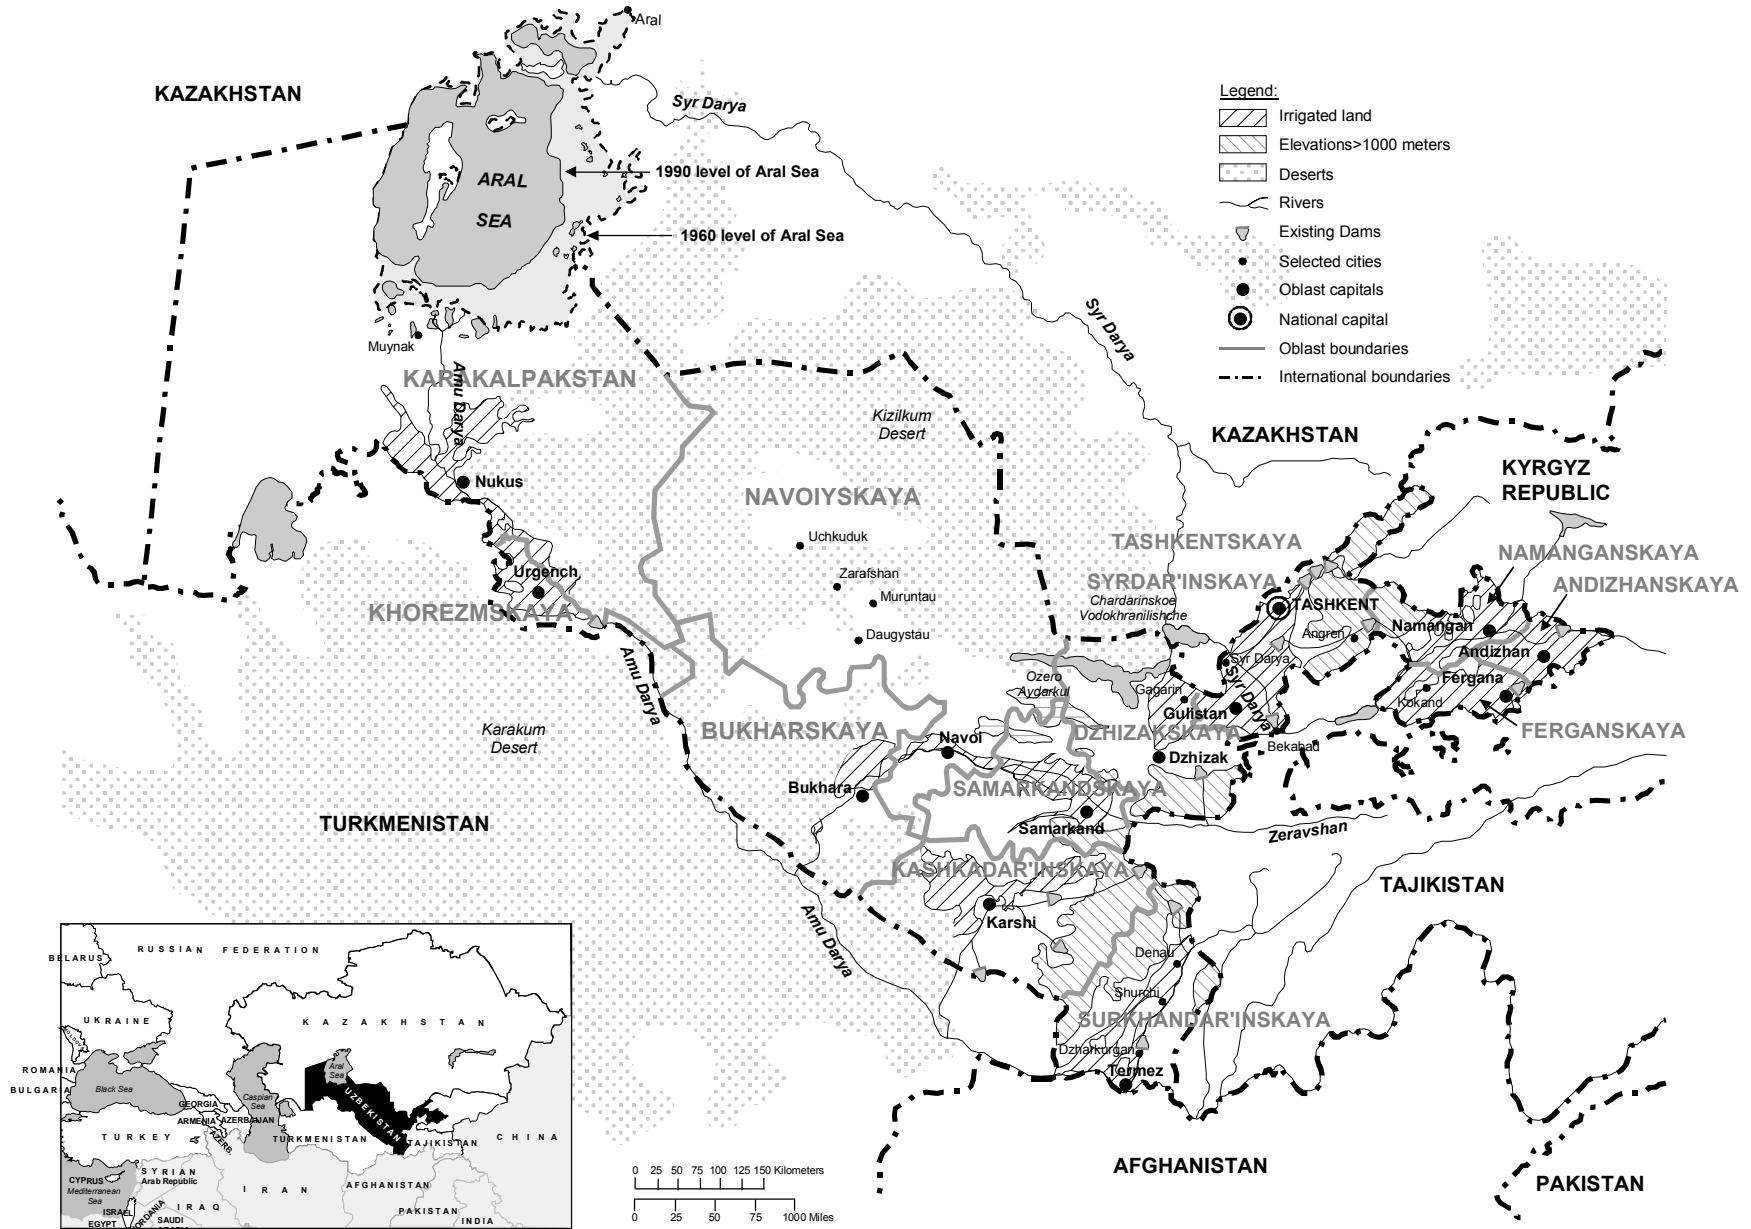 Aral
KAZAKHSTAN
Syr Darya
ARAL
SEA
1990 level of Aral Sea
1960 level of Aral Sea
Legend:
Irrigated land
Elevations>1000 meters
Deserts
Rivers
Existing Dams
Selected cities
Oblast capitals
National capital
Oblast boundaries
International boundaries
Syr Darya
Muynak
KARAKALPAKSTAN
Amu Darya
Kizilkum
Desert
KAZAKHSTAN
KYRGYZ
REPUBLIC
Nukus
NAVOIYSKAYA
Uchkuduk
Zarafshan
Muruntau
Daugystau
TASHKENTSKAYA
SYRDAR'INSKAYA
Chardarinskoe
Vodokhranilishche
NAMANGANSKAYA
ANDIZHANSKAYA
Urgench
KHOREZMSKAYA
TASHKENT
Angren
Namangan
Andizhan
Fergana
Kokand
FERGANSKAYA
Syr Darya
Syr Darya
Amu Darya
Ozero
Aydarkul
Gagarin
Gulistan
DZHIZAKSKAYA
Bekabad
Dzhizak
Karakum
Desert
BUKHARSKAYA
Navoi
Bukhara
SAMARKANDSKAYA
Samarkand
Zeravshan
TURKMENISTAN
KASHKADAR'INSKAYA
TAJIKISTAN
Karshi
Amu Darya
Denau
Shurchi
SURKHANDAR'INSKAYA
Dzharkurgan
Termez
AFGHANISTAN
PAKISTAN
RUSSIAN FEDERATION
BELARUS
UKRAINE
KAZAKHSTAN
ROMANIA
BULGARIA
Black Sea
Caspian
Sea
Aral
Sea
UZBEKISTAN
GEORGIA
ARMENIA
AZERBAIJAN
AZERB.
TURKEY
TURKMENISTAN
TAJIKISTAN
CHINA
CYPRUS
Mediterranean
Sea
SYRIAN
Arab Republic
IRAN
AFGHANISTAN
IRAQ
ISRAEL
EGYPT
SAUDI
PAKISTAN
INDIA
0 25 50 75 100 125 150 Kilometers
0 25 50 75 1000 Miles